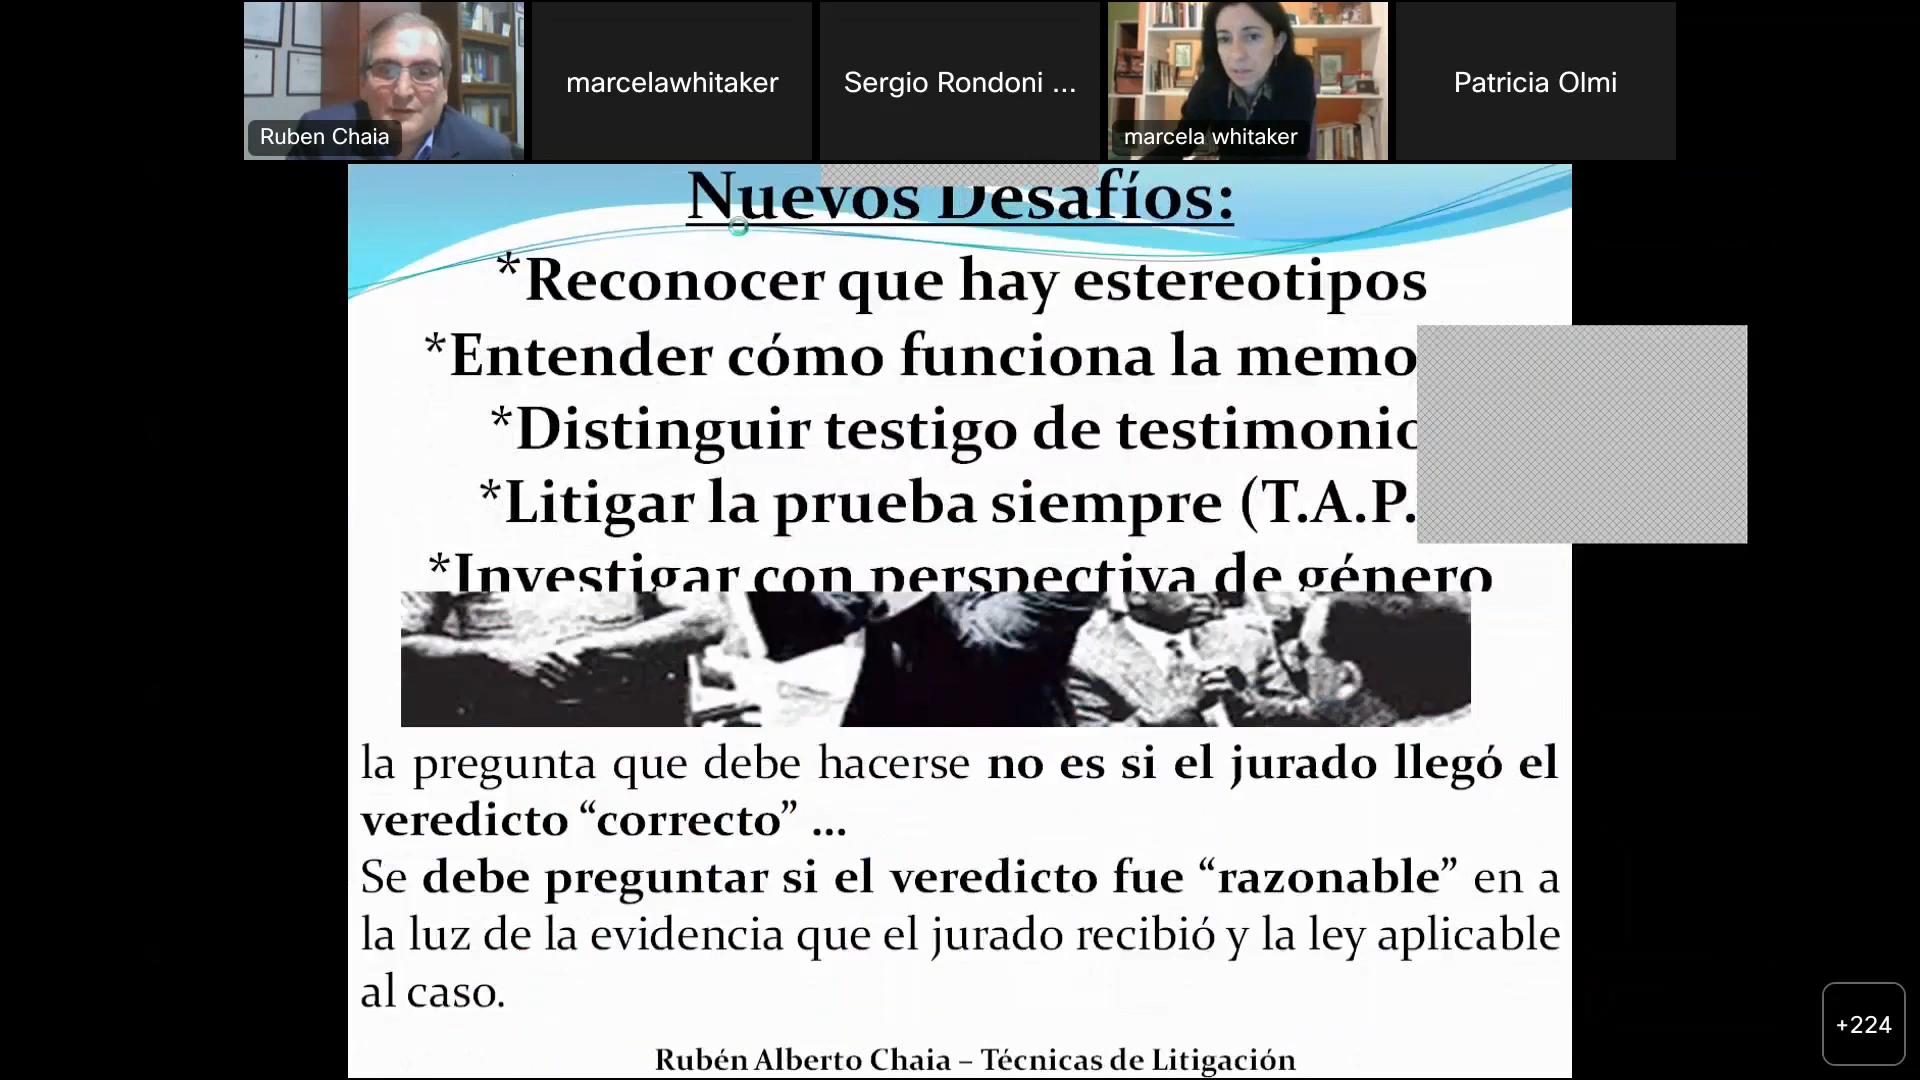 Ruben Chaia
marcelawhitaker
Sergio Rondoni ...
marcela whitaker
Patricia Olmi
Nuevos Desafíos:
*Reconocer que hay estereotipos
*Entender cómo funciona la memo
*Distinguir testigo de testimonio
*Litigar la prueba siempre (T.A.P.
*Investigar con perspectiva de género
la pregunta que debe hacerse no es si el jurado llegó el
veredicto “correcto” ...
Se debe preguntar si el veredicto fue “razonable” en a
la luz de la evidencia que el jurado recibió y la ley aplicable
al caso.
Rubén Alberto Chaia – Técnicas de Litigación
+224